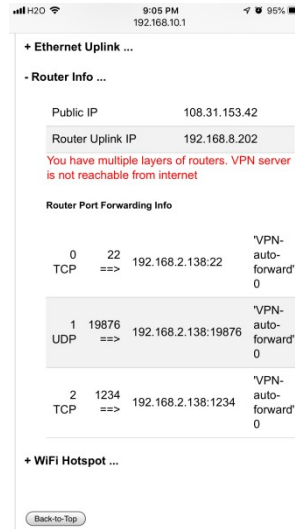 H2O 9:05 PM 95%
192.168.10.1
+ Ethernet Uplink ...
- Router Info ...
Public IP 108.31.153.42
Router Uplink IP 192.168.8.202
You have multiple layers of routers. VPN server
is not reachable from internet
Router Port Forwarding Info
'VPN-
0 22 auto-
TCP ==> 192.168.2.138:22 forward'
0
'VPN-
1 19876 auto-
UDP ==> 192.168.2.138:19876 forward'
0
'VPN-
2 1234 auto-
TCP ==> 192.168.2.138:1234 forward'
0
+ WiFi Hotspot ...
Back-to-Top